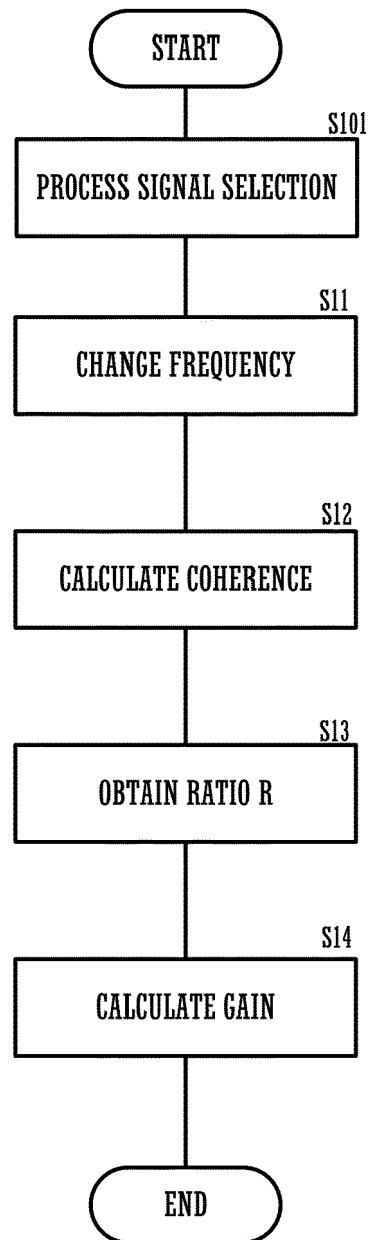 START
S101
PROCESS SIGNAL SELECTION
S11
CHANGE FREQUENCY
S12
CALCULATE COHERENCE
S13
OBTAIN RATIO R
S14
CALCULATE GAIN
END